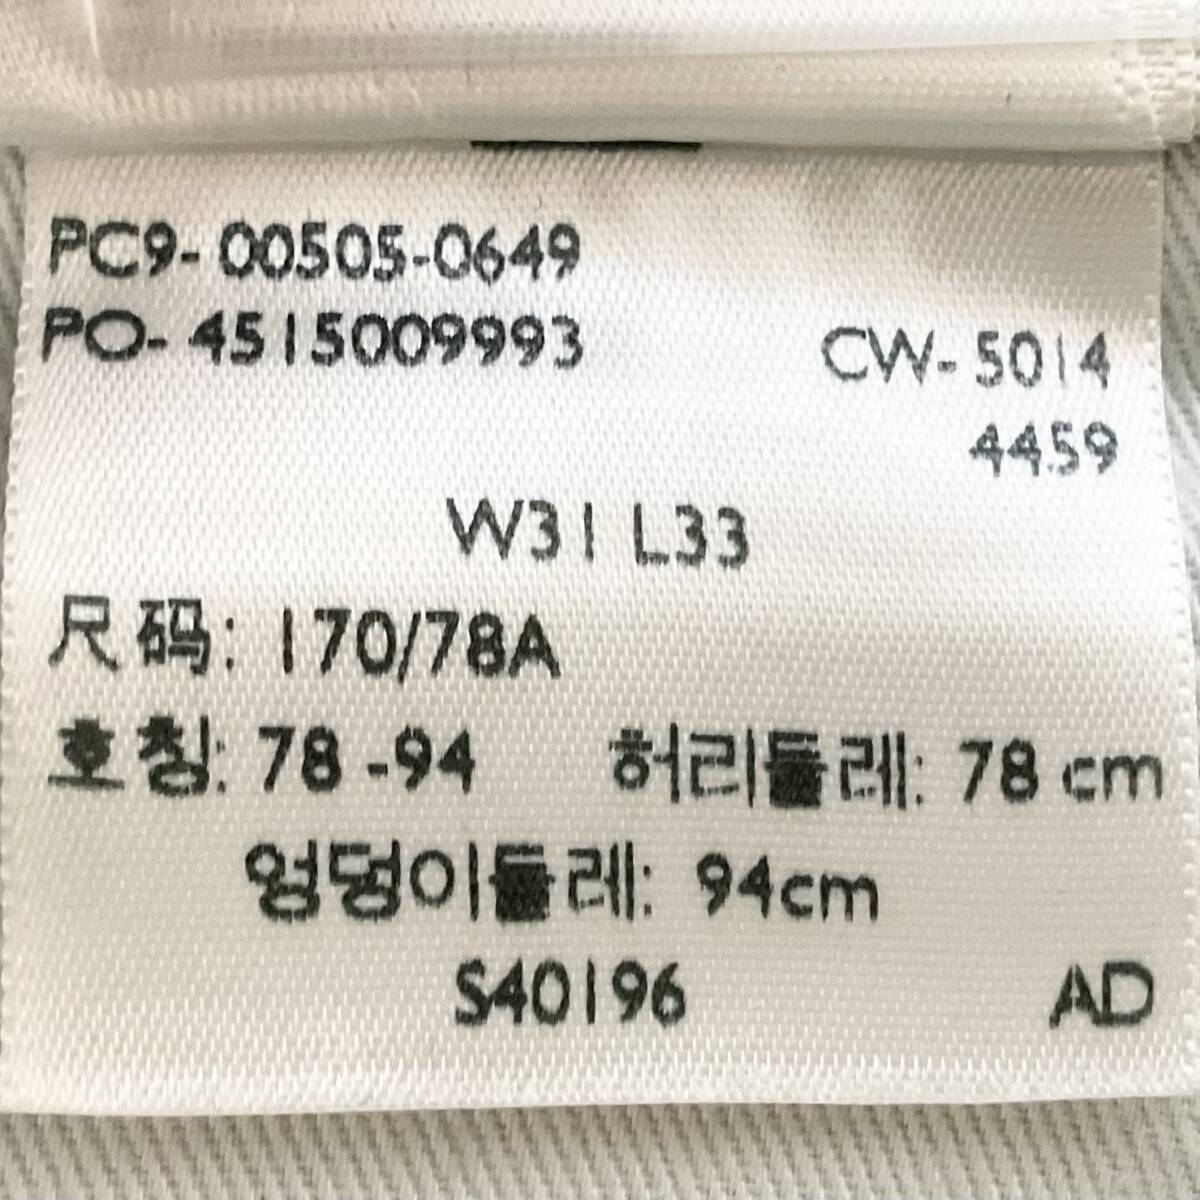 PC9- 00505-0649
PO- 4515009993 CW- 5014
4459
W31 L33
尺码: 170/78A
호칭: 78 -94 허리둘레: 78 cm
엉덩이둘레: 94cm
S40196 AD